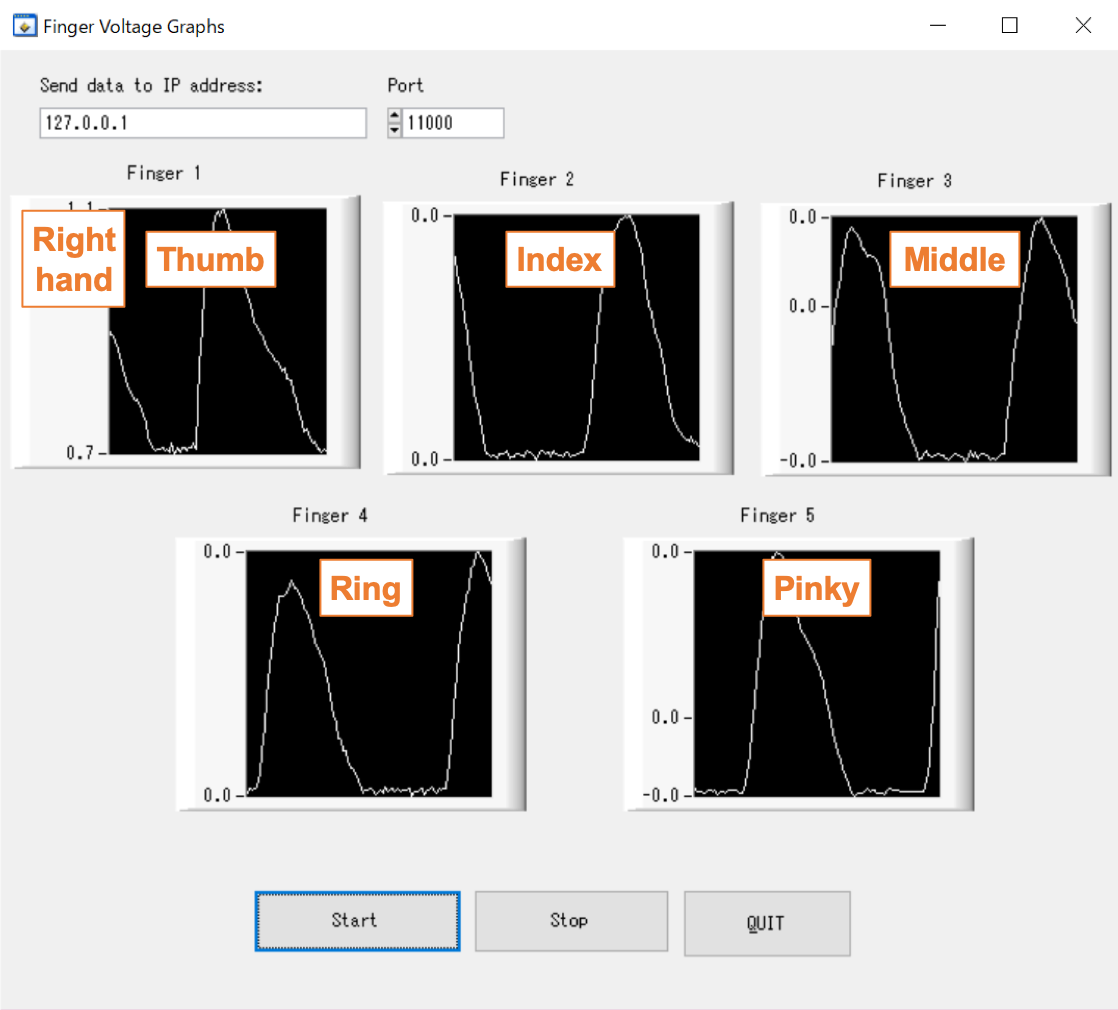 Finger Voltage Graphs
Send data to IP address:
Port
127.0.0.1
11000
Finger 1
Finger 2
Finger 3
1.1
Right
hand
Thumb
0.7
0.0
Index
0.0
0.0
Middle
0.0
-0.0
Finger 4
Finger 5
0.0
Ring
0.0
0.0
Pinky
0.0
-0.0
Start
Stop
QUIT